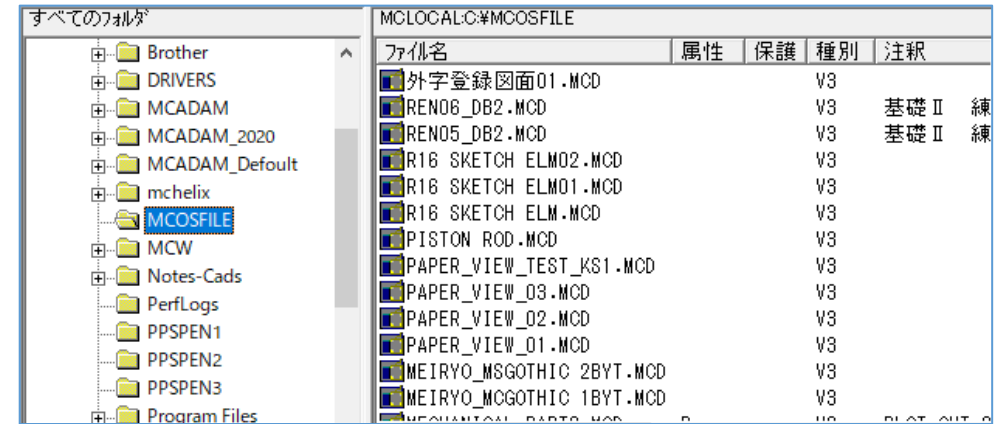 すべてのフォルダ
Brother
DRIVERS
MCADAM
MCADAM_2020
MCADAM_Defoult
mchelix
MCOSFILE
MCW
Notes-Cads
PerfLogs
PPSPEN1
PPSPEN2
PPSPEN3
Program Files
MCLOCAL:C:¥MCOSFILE
ファイル名 属性 保護 種別 注釈
外字登録図面01.MCD V3
REN06_DB2.MCD V3 基礎Ⅱ 練
REN05_DB2.MCD V3 基礎Ⅱ 練
R16 SKETCH ELM02.MCD V3
R16 SKETCH ELM01.MCD V3
R16 SKETCH ELM.MCD V3
PISTON ROD.MCD V3
PAPER_VIEW_TEST_KS1.MCD V3
PAPER_VIEW_03.MCD V3
PAPER_VIEW_02.MCD V3
PAPER_VIEW_01.MCD V3
MEIRYO_MSGOTHIC 2BYT.MCD V3
MEIRYO_MCGOTHIC 1BYT.MCD V3